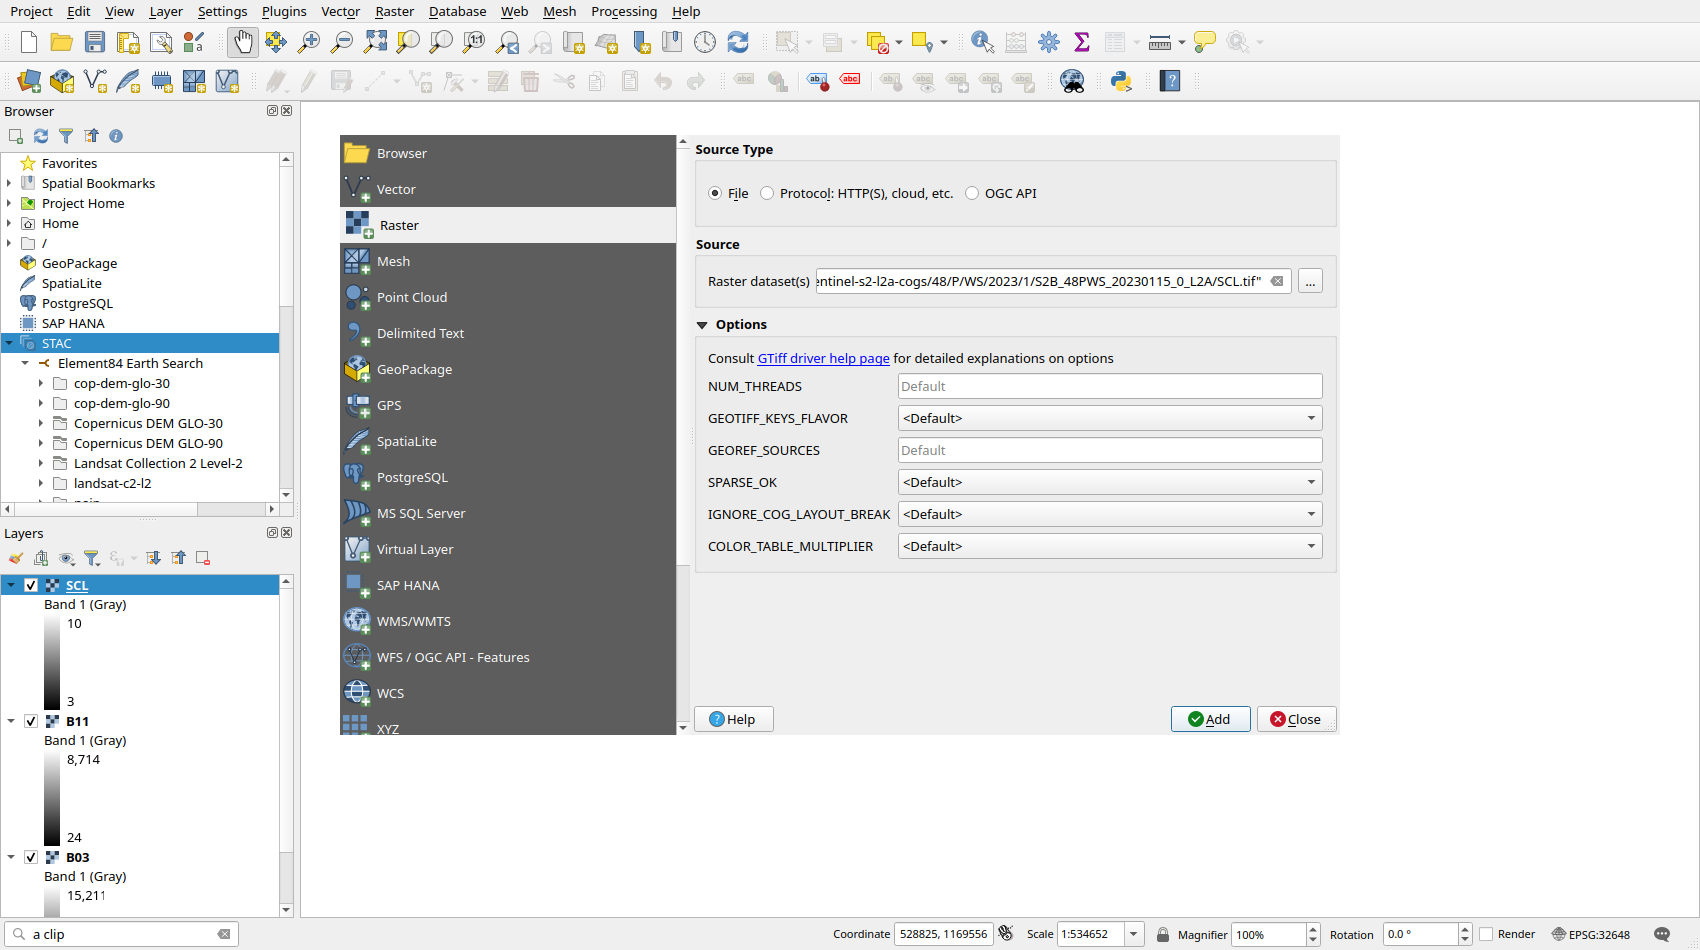 Project Edit View Layer Settings Plugins Vector Raster Database Web Mesh Processing Help
Browser
Favorites
Spatial Bookmarks
Project Home
Home
/
GeoPackage
SpatiaLite
PostgreSQL
SAP HANA
STAC
Element84 Earth Search
cop-dem-glo-30
cop-dem-glo-90
Copernicus DEM GLO-30
Copernicus DEM GLO-90
Landsat Collection 2 Level-2
landsat-c2-l2
Layers
SCL
Band 1 (Gray)
10
3
B11
Band 1 (Gray)
8,714
24
B03
Band 1 (Gray)
15,211
Browser
Vector
Raster
Mesh
Point Cloud
Delimited Text
GeoPackage
GPS
SpatiaLite
PostgreSQL
MS SQL Server
Virtual Layer
SAP HANA
WMS/WMTS
WFS / OGC API - Features
WCS
XYZ
Source Type
File Protocol: HTTP(S), cloud, etc. OGC API
Source
Raster dataset(s) entinel-s2-l2a-cogs/48/P/WS/2023/1/S2B_48PWS_20230115_0_L2A/SCL.tif" ...
Options
Consult GTiff driver help page for detailed explanations on options
NUM_THREADS Default
GEOTIFF_KEYS_FLAVOR <Default>
GEOREF_SOURCES Default
SPARSE_OK <Default>
IGNORE_COG_LAYOUT_BREAK <Default>
COLOR_TABLE_MULTIPLIER <Default>
Help Add Close
a clip Coordinate 528825, 1169556 Scale 1:534652 Magnifier 100% Rotation 0.0 ° Render EPSG:32648